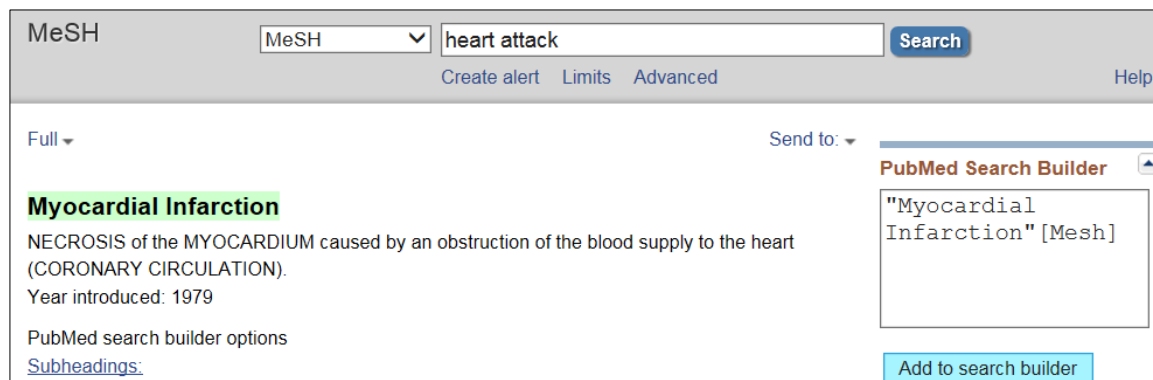 MeSH
MeSH
heart attack
Search
Create alert Limits Advanced
Help
Full
Send to:
PubMed Search Builder
Myocardial Infarction
NECROSIS of the MYOCARDIUM caused by an obstruction of the blood supply to the heart
(CORONARY CIRCULATION).
Year introduced: 1979
PubMed search builder options
Subheadings:
"Myocardial
Infarction"[Mesh]
Add to search builder